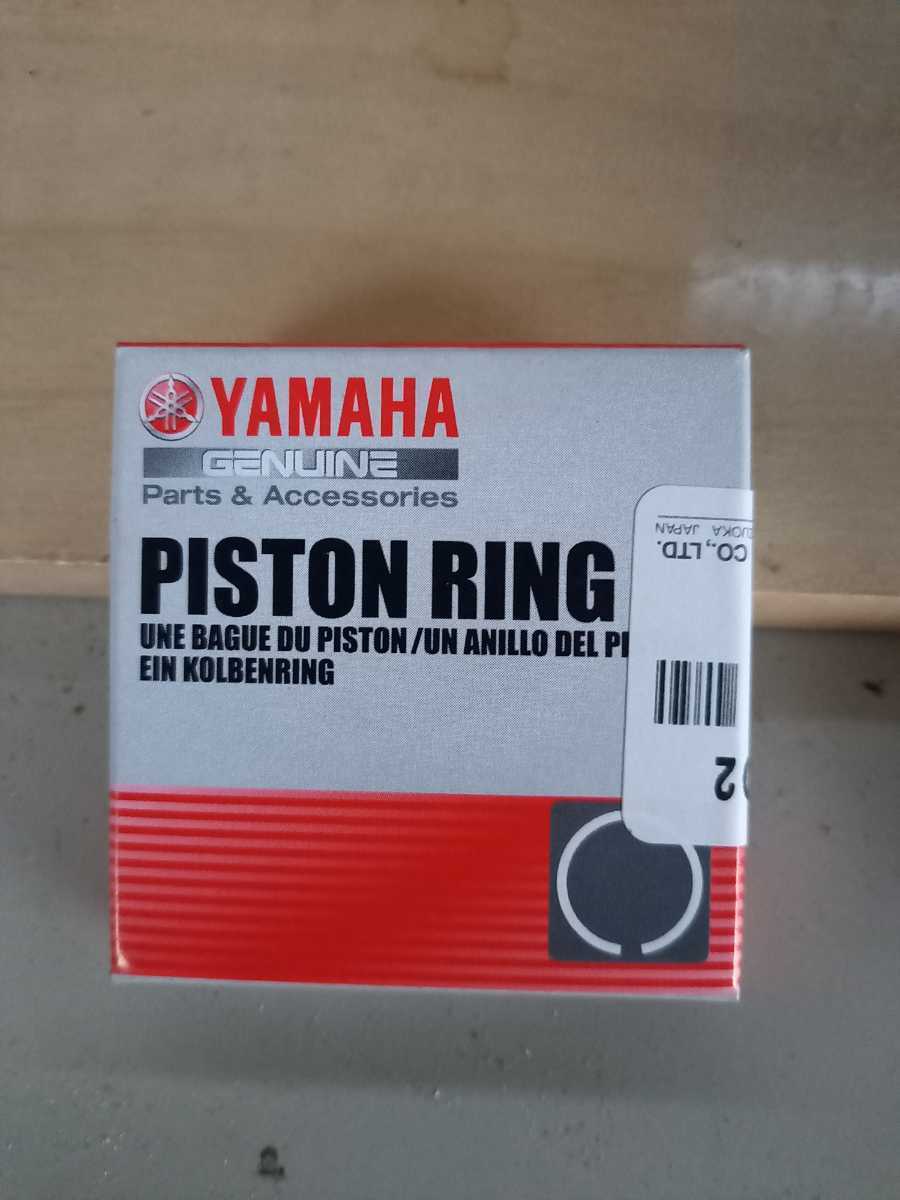 YAMAHA
GENUINE
Parts & Accessories
PISTON RING
UNE BAGUE DU PISTON/UN ANILLO DEL
EIN KOLBENRING
CO., LTD.
JAPAN
2